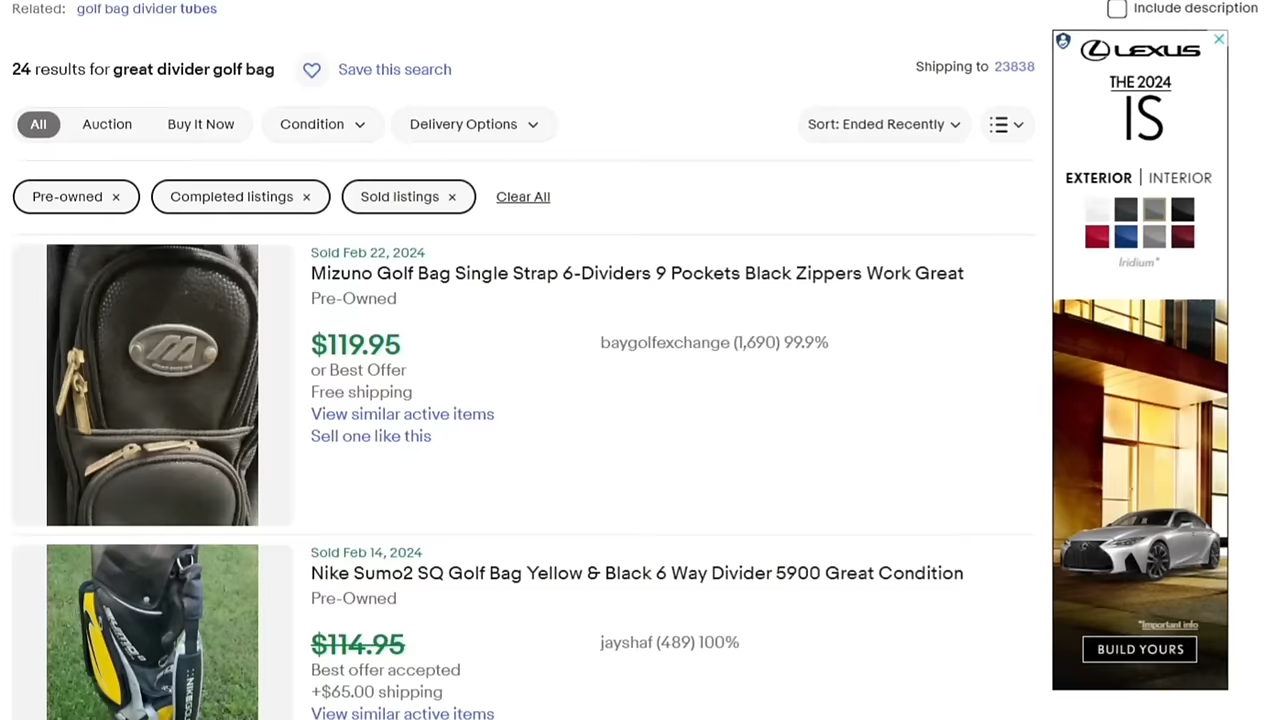 Related: golf bag divider tubes
Include description
24 results for great divider golf bag
Save this search
Shipping to 23838
All
Auction
Buy It Now
Condition
Delivery Options
Sort: Ended Recently
Pre-owned ×
Completed listings ×
Sold listings ×
Clear All
Sold Feb 22, 2024
Mizuno Golf Bag Single Strap 6-Dividers 9 Pockets Black Zippers Work Great
Pre-Owned
$119.95
baygolfexchange (1,690) 99.9%
or Best Offer
Free shipping
View similar active items
Sell one like this
Sold Feb 14, 2024
Nike Sumo2 SQ Golf Bag Yellow & Black 6 Way Divider 5900 Great Condition
Pre-Owned
$114.95
jayshaf (489) 100%
Best offer accepted
+$65.00 shipping
View similar active items
LEXUS
THE 2024
IS
EXTERIOR | INTERIOR
Iridium*
*Important info
BUILD YOURS